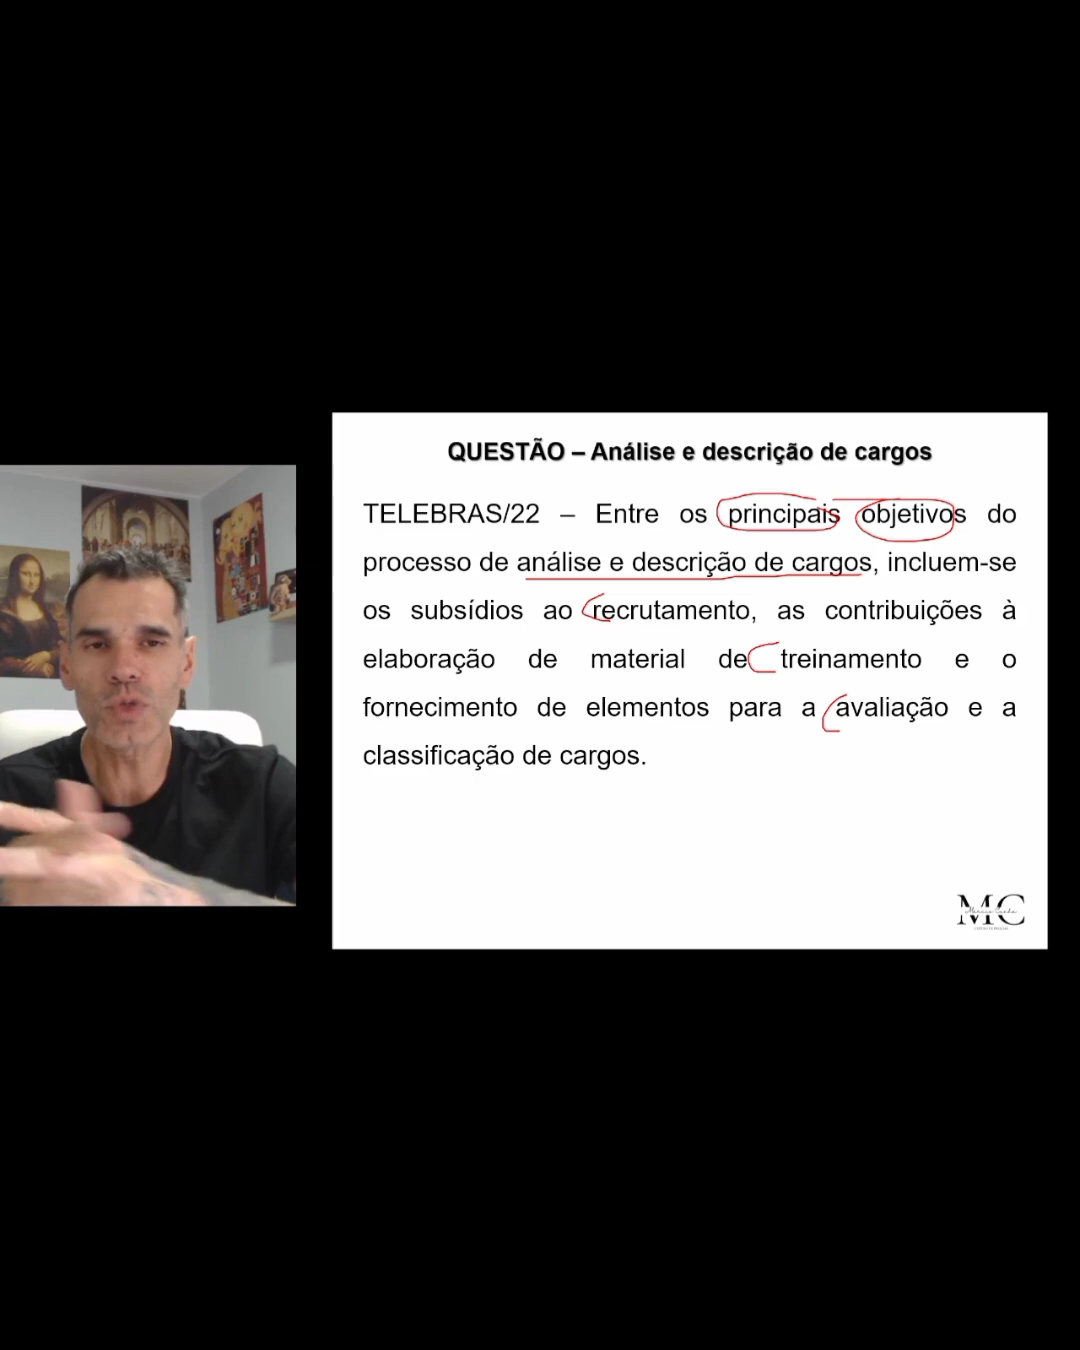 QUESTÃO – Análise e descrição de cargos
TELEBRAS/22 – Entre os principais objetivos do
processo de análise e descrição de cargos, incluem-se
os subsídios ao recrutamento, as contribuições à
elaboração de material de treinamento e o
fornecimento de elementos para a avaliação e a
classificação de cargos.
MC